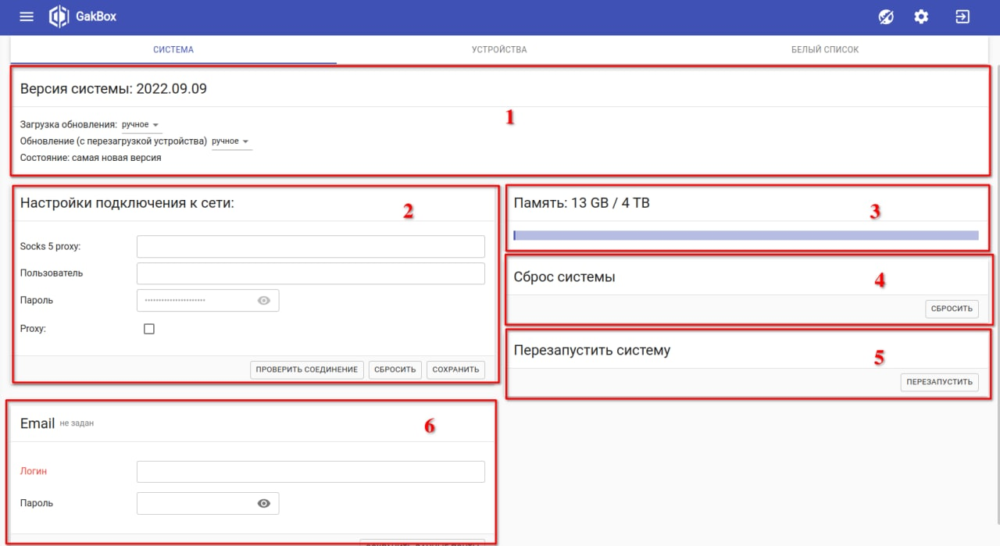 GakBox
СИСТЕМА
УСТРОЙСТВА
БЕЛЫЙ СПИСОК
Версия системы: 2022.09.09
1
Загрузка обновления: ручное
Обновление (с перезагрузкой устройства) ручное
Состояние: самая новая версия
Настройки подключения к сети:
2
Socks 5 proxy:
Пользователь
Пароль
Proxy:
ПРОВЕРИТЬ СОЕДИНЕНИЕ
СБРОСИТЬ
СОХРАНИТЬ
Память: 13 GB / 4 TB
3
Сброс системы
4
СБРОСИТЬ
Перезапустить систему
5
ПЕРЕЗАПУСТИТЬ
Email не задан
6
Логин
Пароль